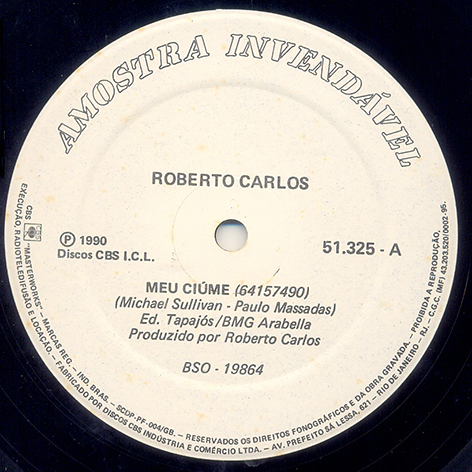 AMOSTRA INVENDÁVEL
ROBERTO CARLOS
℗ 1990
Discos CBS I.C.L.
51.325 - A
MEU CIÚME (64157490)
(Michael Sullivan - Paulo Massadas)
Ed. Tapajós/BMG Arabella
Produzido por Roberto Carlos
BSO - 19864
CBS "MASTERWORKS" - MARCAS REG. - IND. BRAS. - SCDP-PF-004/GB. - RESERVADOS OS DIREITOS FONOGRÁFICOS E DA OBRA GRAVADA. - PROIBIDA A REPRODUÇÃO,
EXECUÇÃO, RADIOTELEDIFUSÃO E LOCAÇÃO. - FABRICADO POR DISCOS CBS INDÚSTRIA E COMÉRCIO LTDA. - AV. PREFEITO SÁ LESSA, 621 - RIO DE JANEIRO - RJ. - C.G.C. (MF) 43.203.520/0002-95.